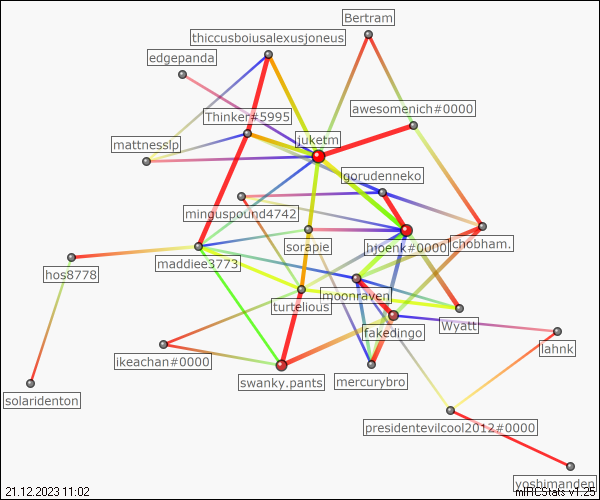 Bertram
thiccusboiusalexusjoneus
edgepanda
awesomenich#0000
Thinker#5995
juketm
mattnesslp
gorudenneko
minguspound4742
sorapie
hjoenk#0000
chobham.
maddiee3773
hos8778
moonraven
turtelious
Wyatt
fakedingo
lahnk
ikeachan#0000
swanky.pants
mercurybro
solaridenton
presidentevilcool2012#0000
yoshimanden
21.12.2023 11:02
mIRCStats v1.25